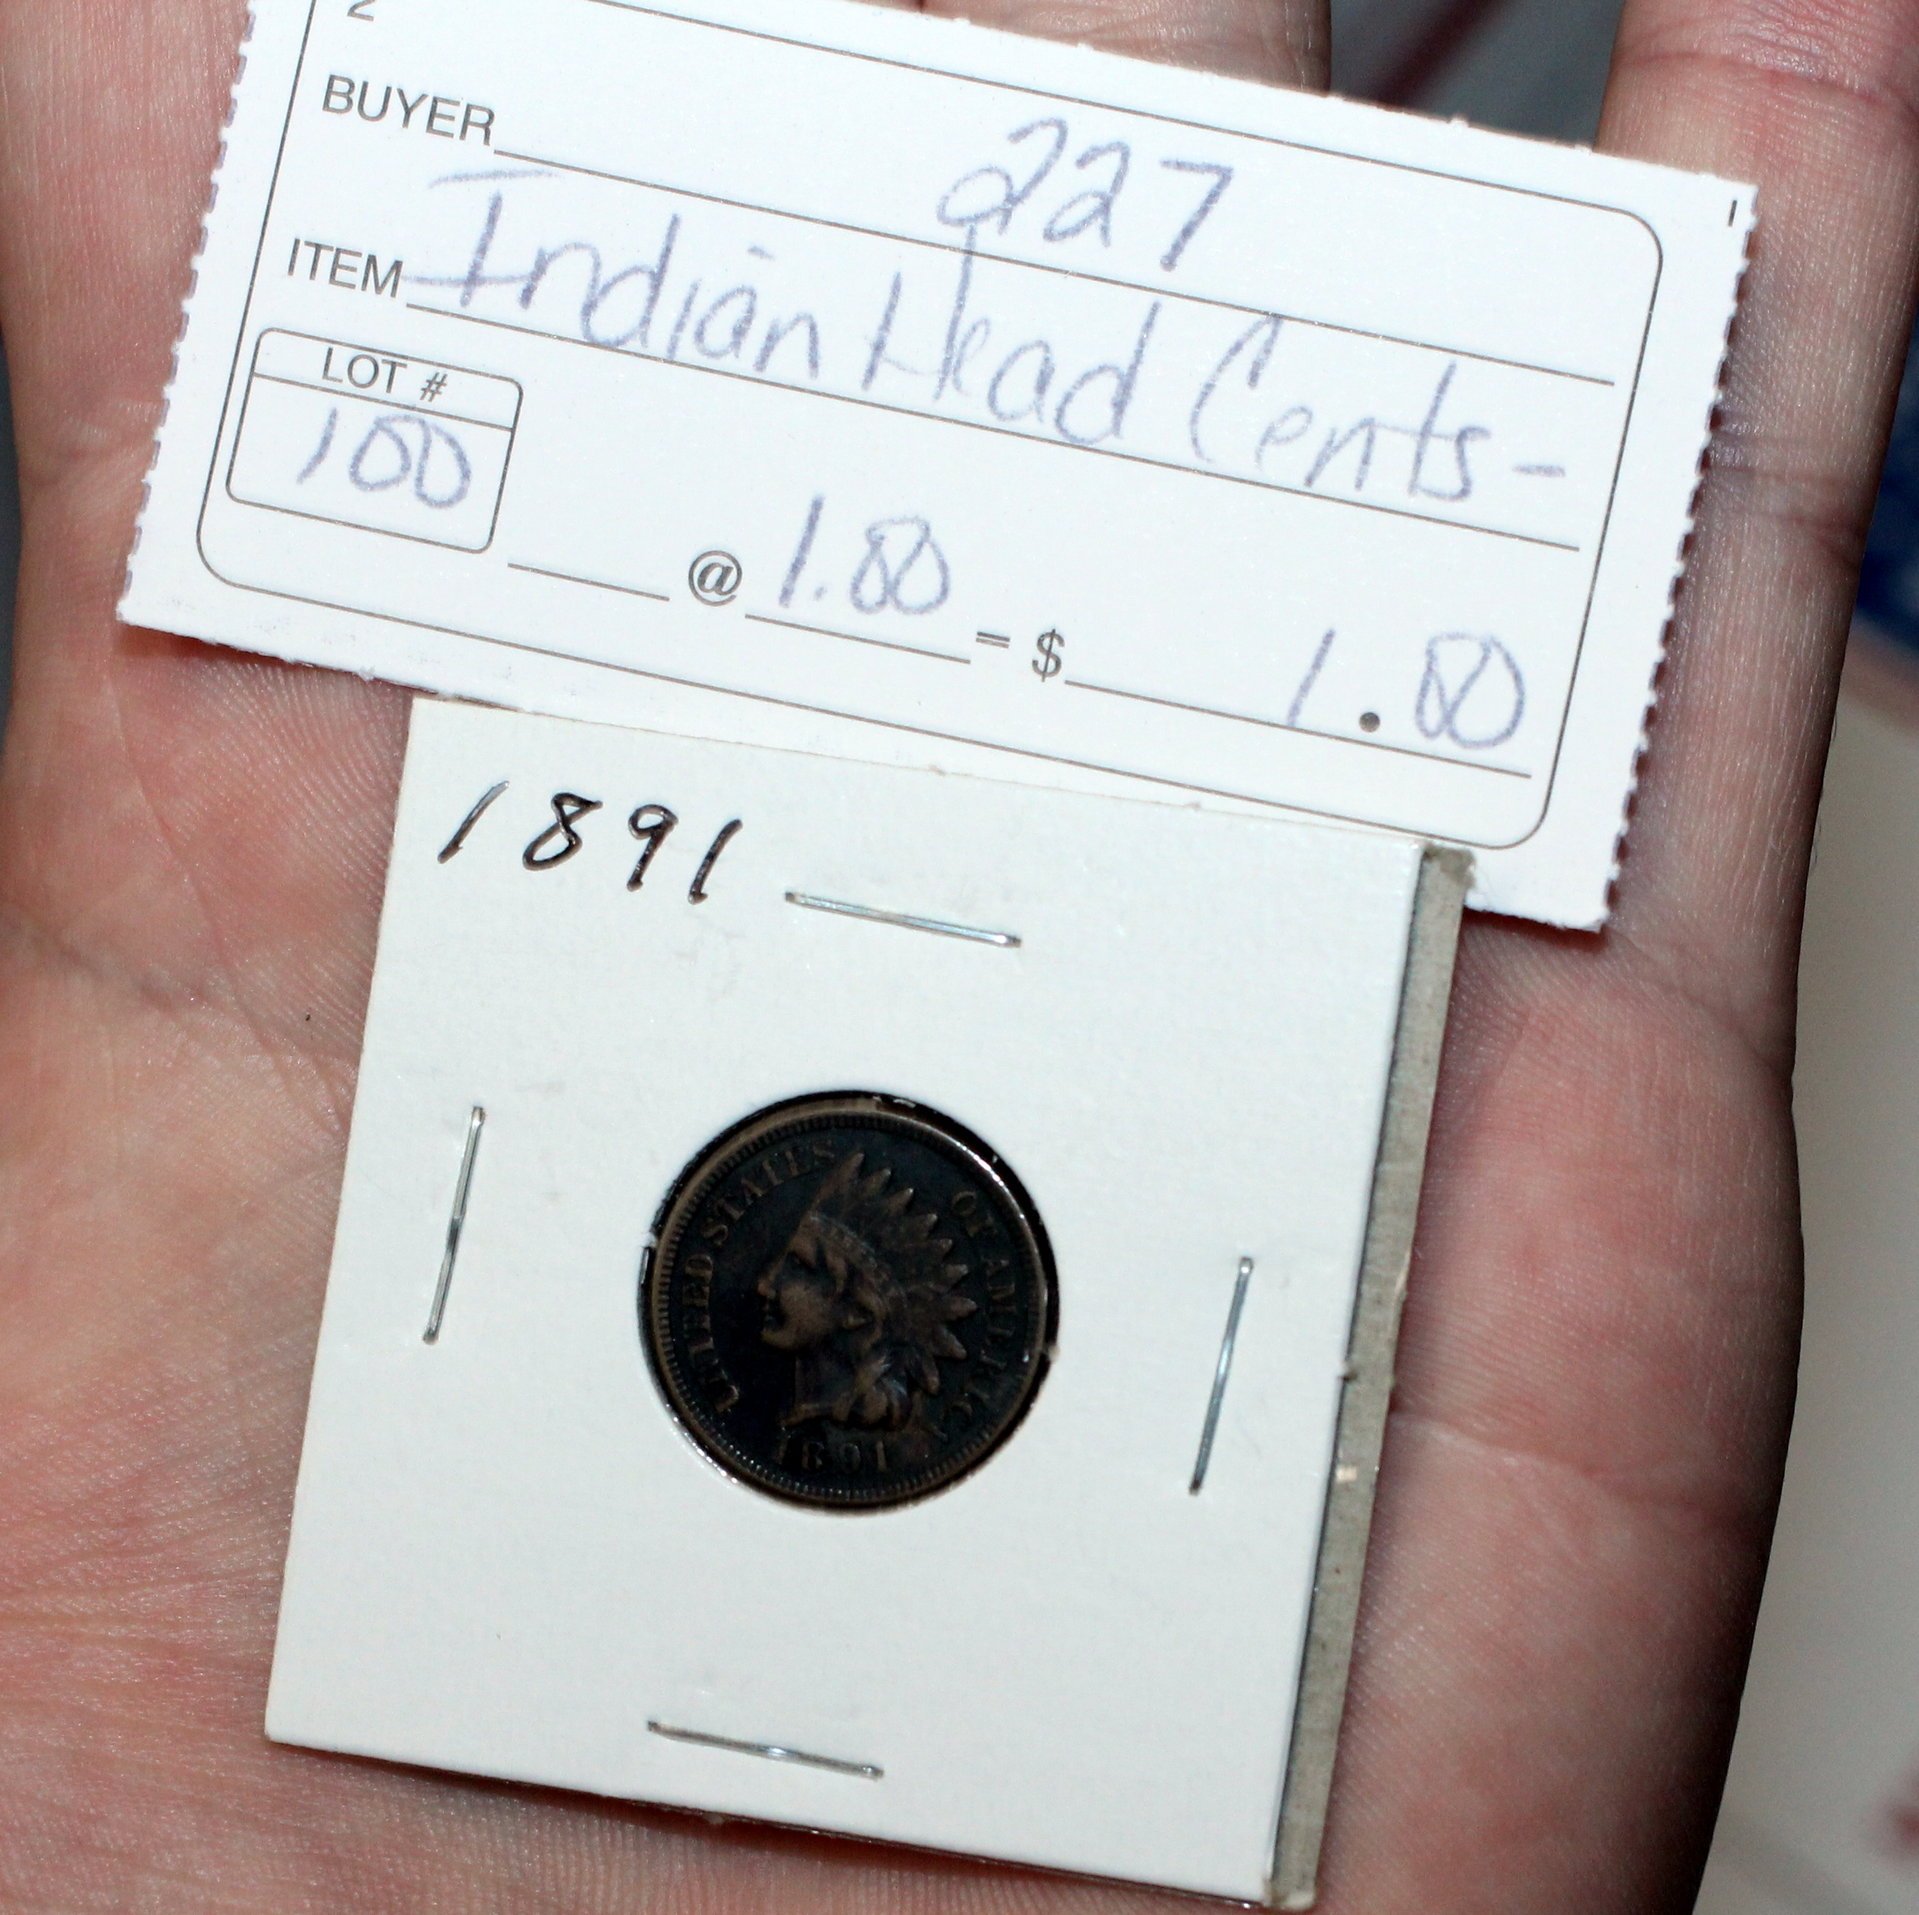 2
BUYER 227
ITEM Indian Head Cents -
LOT #
100
@ 1.00 = $ 1.00
1891
UNITED STATES OF AMERICA
1891